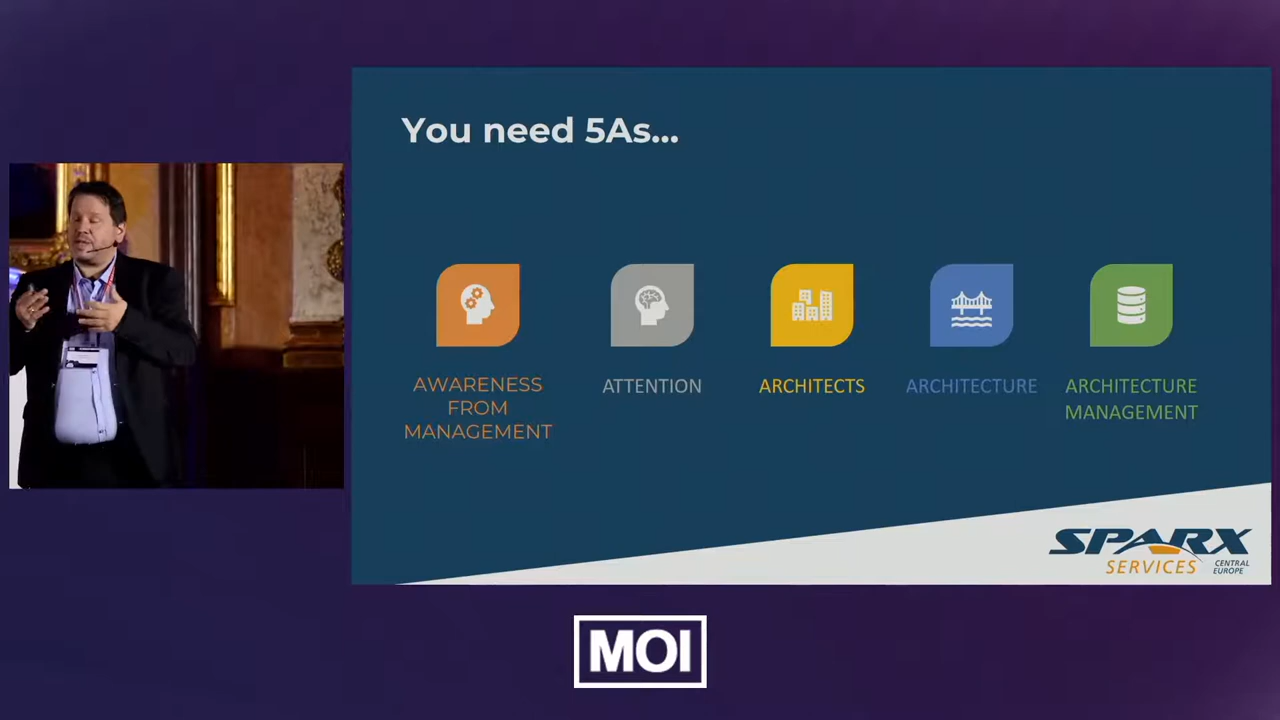 You need 5As...
AWARENESS
FROM
MANAGEMENT
ATTENTION
ARCHITECTS
ARCHITECTURE
ARCHITECTURE
MANAGEMENT
SPARX
SERVICES
CENTRAL
EUROPE
MOI